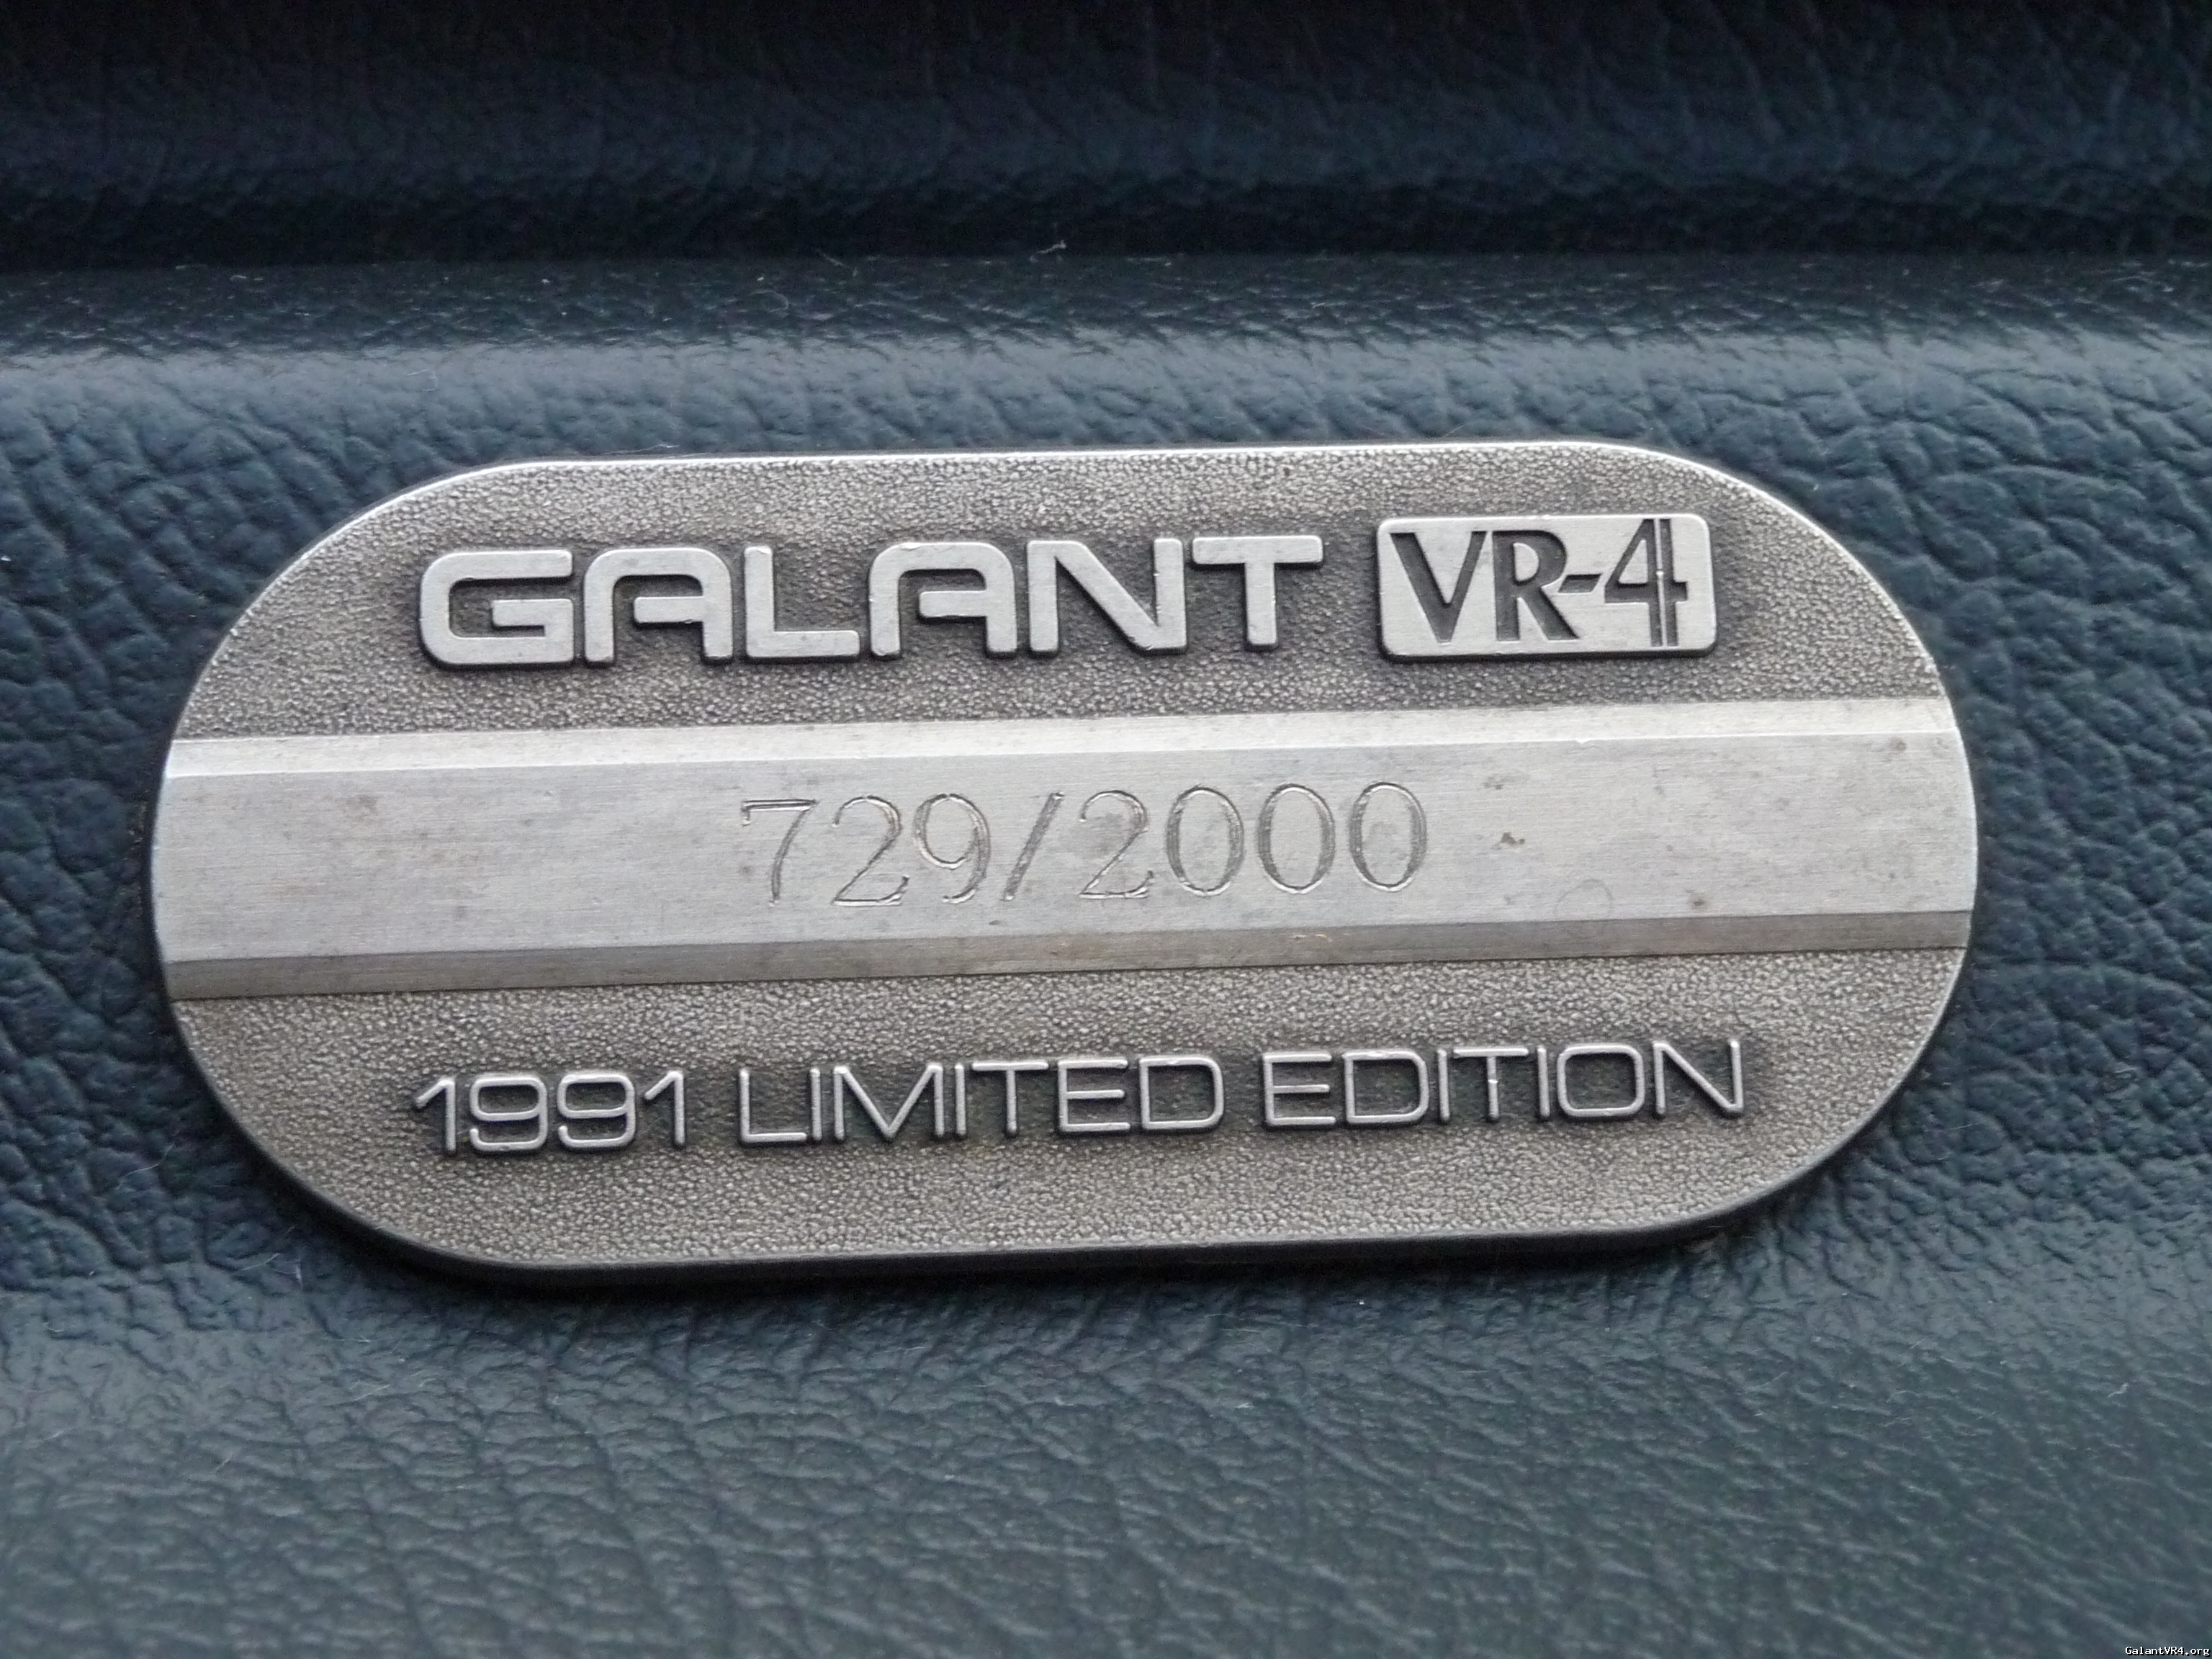 GALANT VR-4
729/2000
1991 LIMITED EDITION
GalantVR4.org